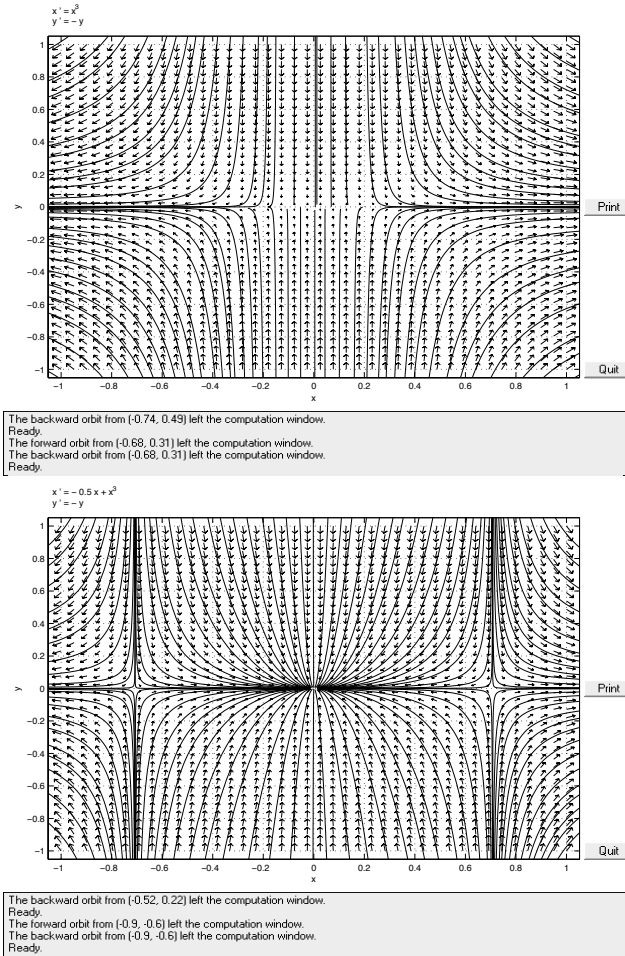 x ' = x³
y ' = − y
1
0.8
0.6
0.4
0.2
0
−0.2
−0.4
−0.6
−0.8
−1
y
−1
−0.8
−0.6
−0.4
−0.2
0
0.2
0.4
0.6
0.8
1
x
Print
Quit
The backward orbit from (-0.74, 0.49) left the computation window.
Ready.
The forward orbit from (-0.68, 0.31) left the computation window.
The backward orbit from (-0.68, 0.31) left the computation window.
Ready.
x ' = − 0.5 x + x³
y ' = − y
1
0.8
0.6
0.4
0.2
0
−0.2
−0.4
−0.6
−0.8
−1
y
−1
−0.8
−0.6
−0.4
−0.2
0
0.2
0.4
0.6
0.8
1
x
Print
Quit
The backward orbit from (-0.52, 0.22) left the computation window.
Ready.
The forward orbit from (-0.9, -0.6) left the computation window.
The backward orbit from (-0.9, -0.6) left the computation window.
Ready.